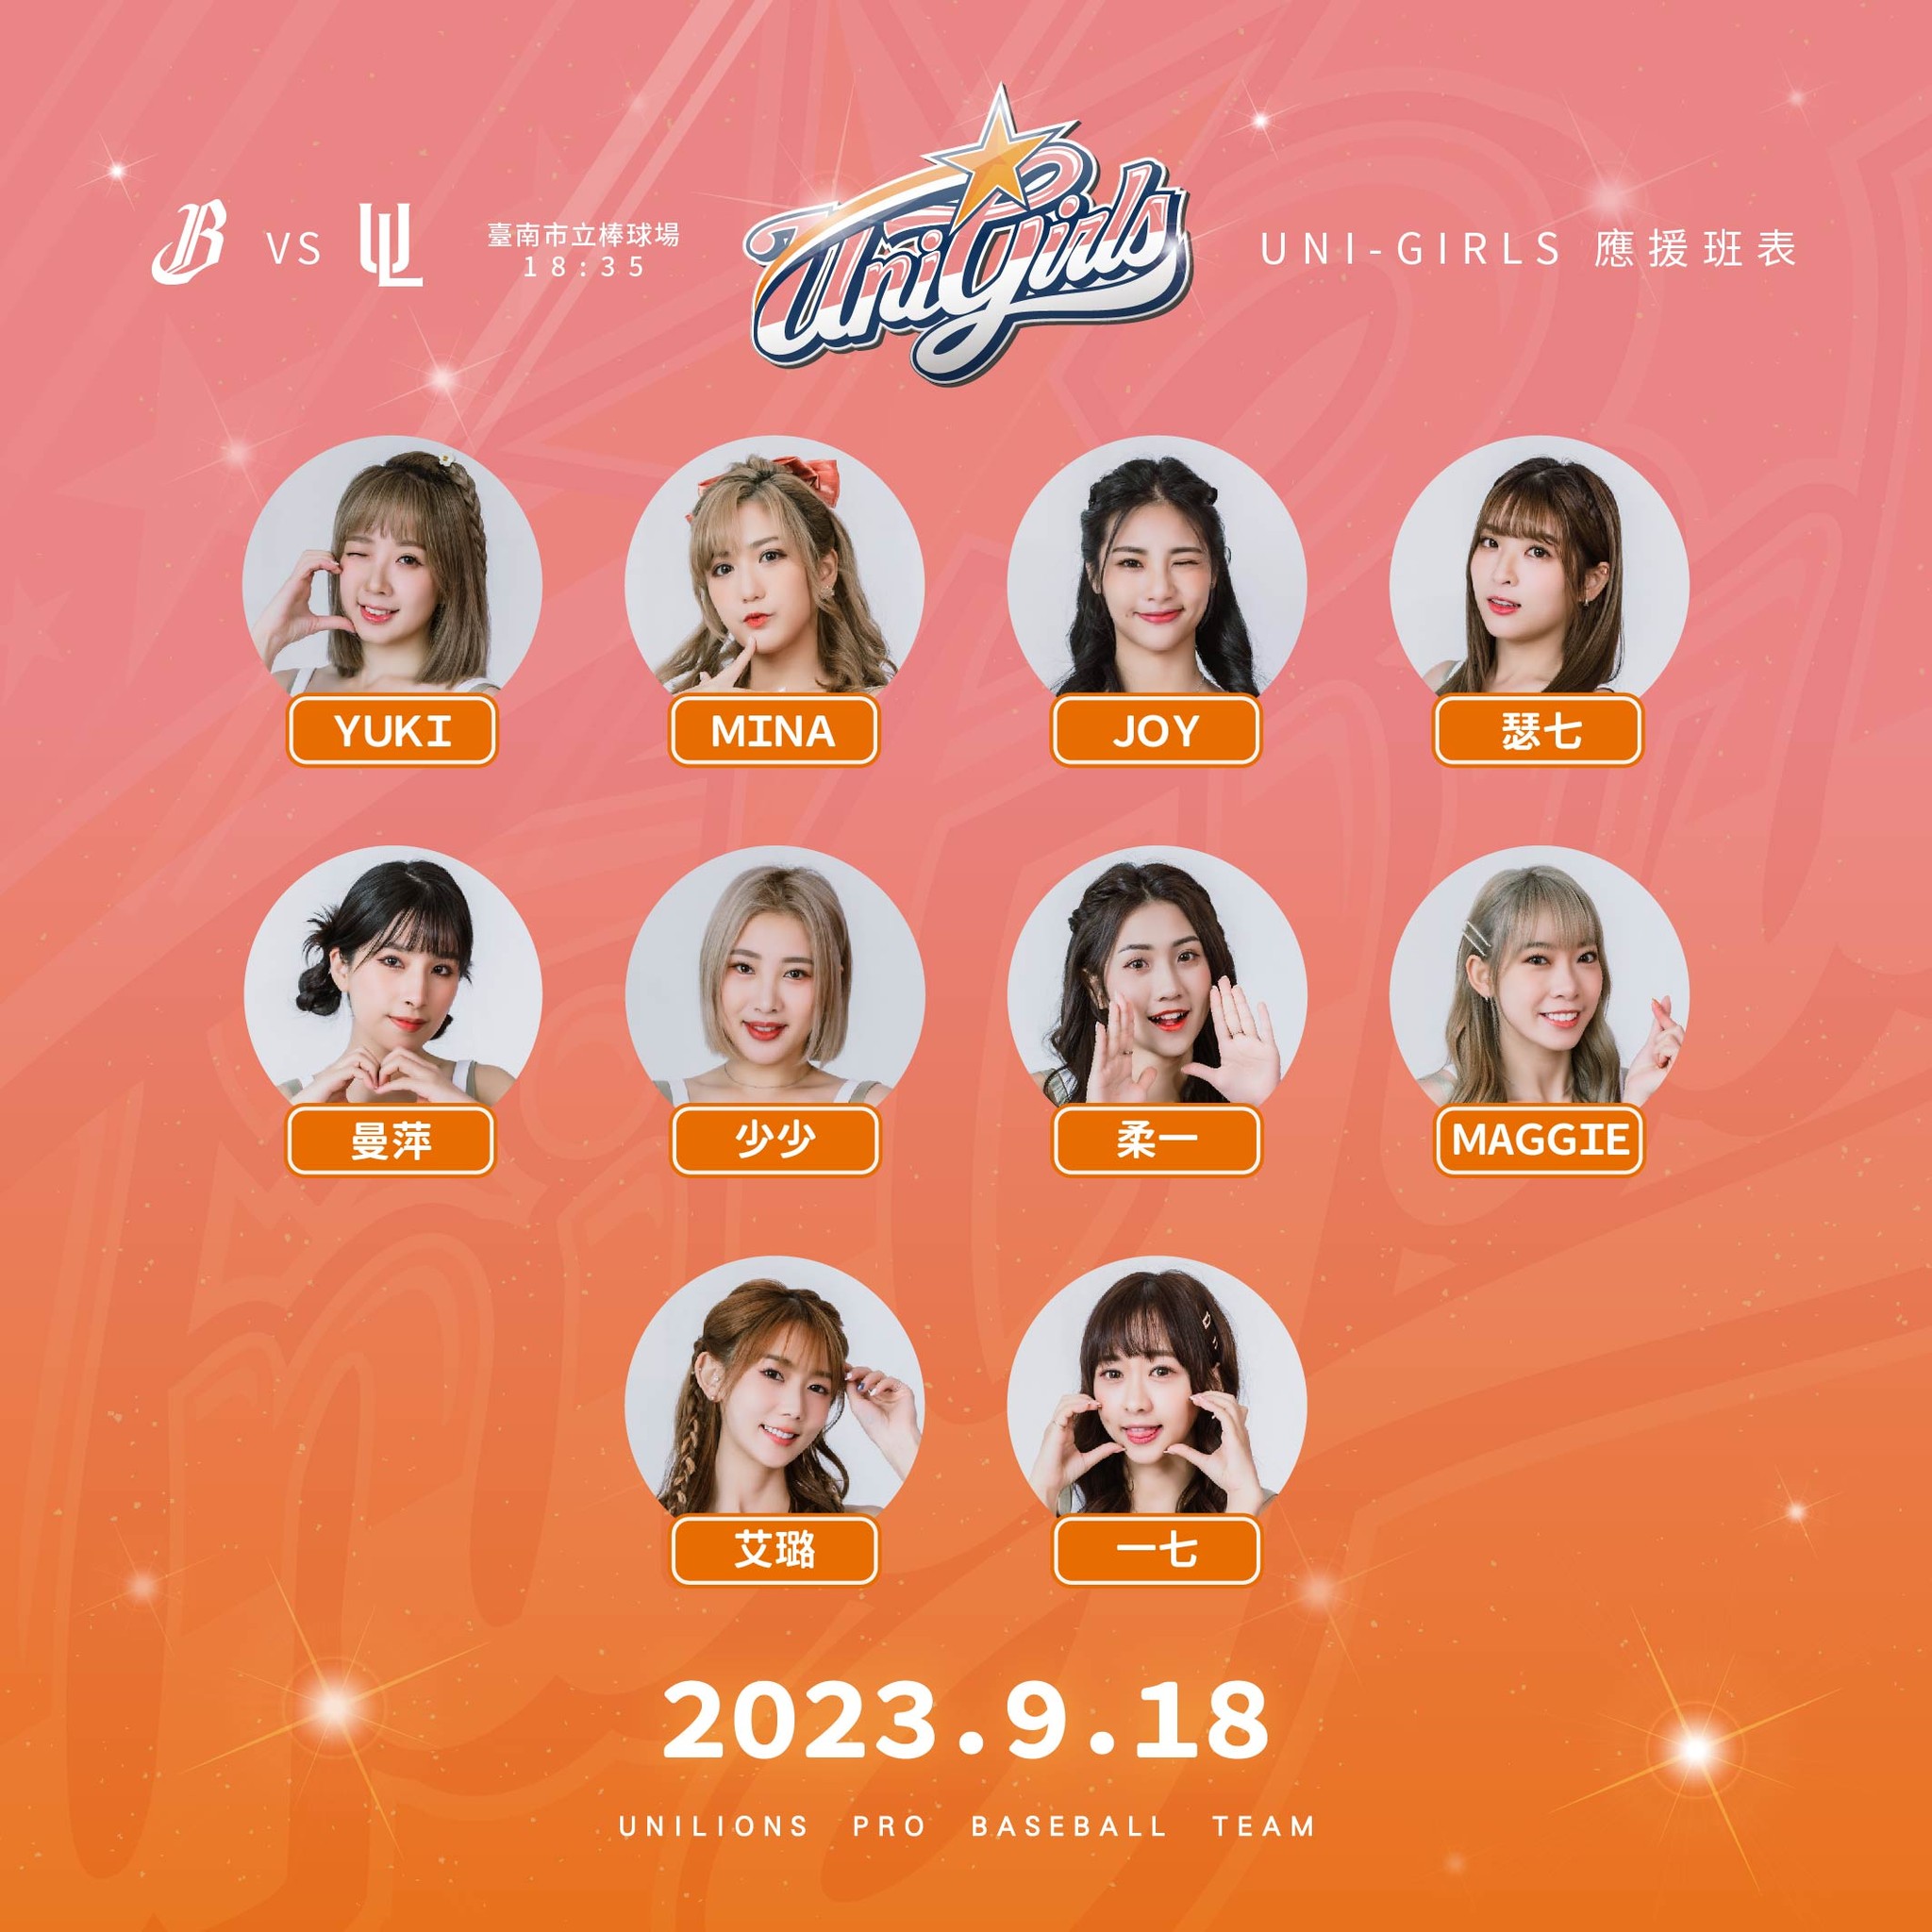 B VS UL
臺南市立棒球場
18:35
UniGirls
UNI-GIRLS 應援班表
YUKI
MINA
JOY
瑟七
曼萍
少少
柔一
MAGGIE
艾璐
一七
2023.9.18
UNILIONS PRO BASEBALL TEAM